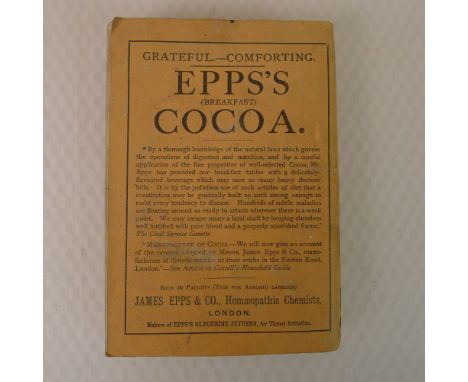 GRATEFUL.—COMFORTING.
EPPS'S
(BREAKFAST)
COCOA.
"By a thorough knowledge of the natural laws which govern
the operations of digestion and nutrition, and by a careful
application of the fine properties of well-selected Cocoa, Mr.
Epps has provided our breakfast tables with a delicately-
flavoured beverage which may save us many heavy doctors'
bills. It is by the judicious use of such articles of diet that a
constitution may be gradually built up until strong enough to
resist every tendency to disease. Hundreds of subtle maladies
are floating around us ready to attack wherever there is a weak
point. We may escape many a fatal shaft by keeping ourselves
well fortified with pure blood and a properly nourished frame."
The Civil Service Gazette.
"MANUFACTURE OF COCOA.—We will now give an account
of the process adopted by Messrs. James Epps & Co., manu-
facturers of dietetic articles, at their works in the Euston Road,
London."—See Article in Cassell's Household Guide.
SOLD IN PACKETS (TINS FOR ABROAD) LABELLED
JAMES EPPS & CO., Homœopathic Chemists,
LONDON.
Makers of EPPS'S GLYCERINE JUJUBES, for Throat Irritation.